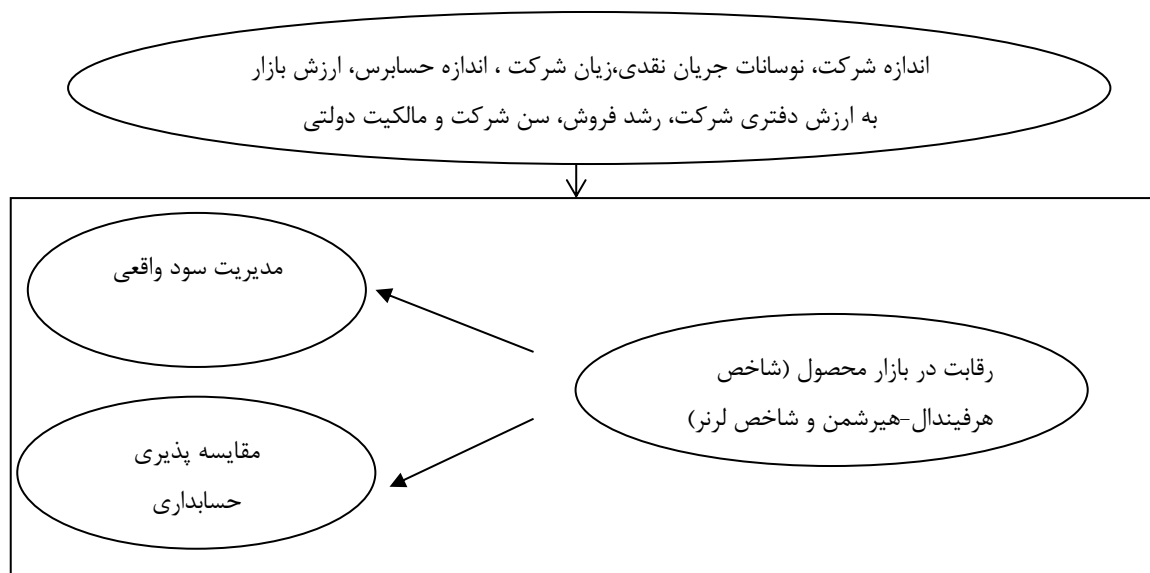 اندازه شرکت، نوسانات جریان نقدی،زیان شرکت ، اندازه حسابرس، ارزش بازار
به ارزش دفتری شرکت، رشد فروش، سن شرکت و مالکیت دولتی
رقابت در بازار محصول (شاخص
هرفیندال-هیرشمن و شاخص لرنر)
مدیریت سود واقعی
مقایسه پذیری
حسابداری